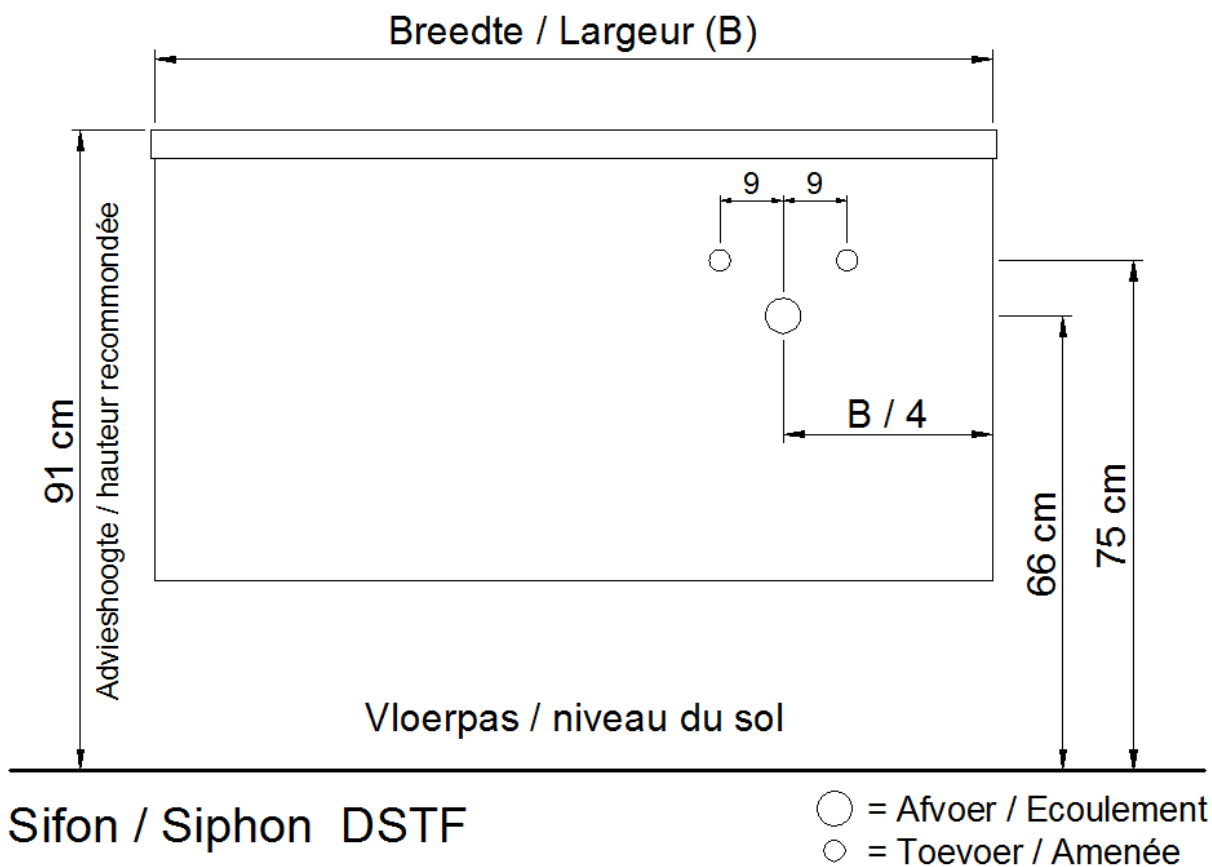 Breedte / Largeur (B)
9 9
Advieshoogte / hauteur recommondée
91 cm
B / 4
66 cm
75 cm
Vloerpas / niveau du sol
Sifon / Siphon DSTF
= Afvoer / Ecoulement
= Toevoer / Amenée